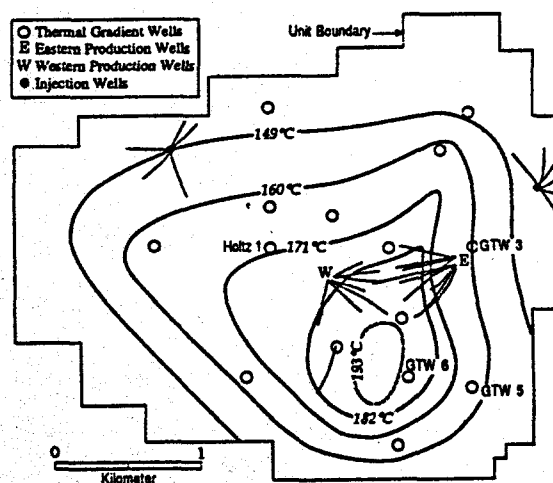 Thermal Gradient Wells
E Eastern Production Wells
W Western Production Wells
Injection Wells
Unit Boundary
149°C
160°C
Holtz 1
171°C
GTW 3
W
E
193°C
GTW 6
GTW 5
182°C
0
1
Kilometer